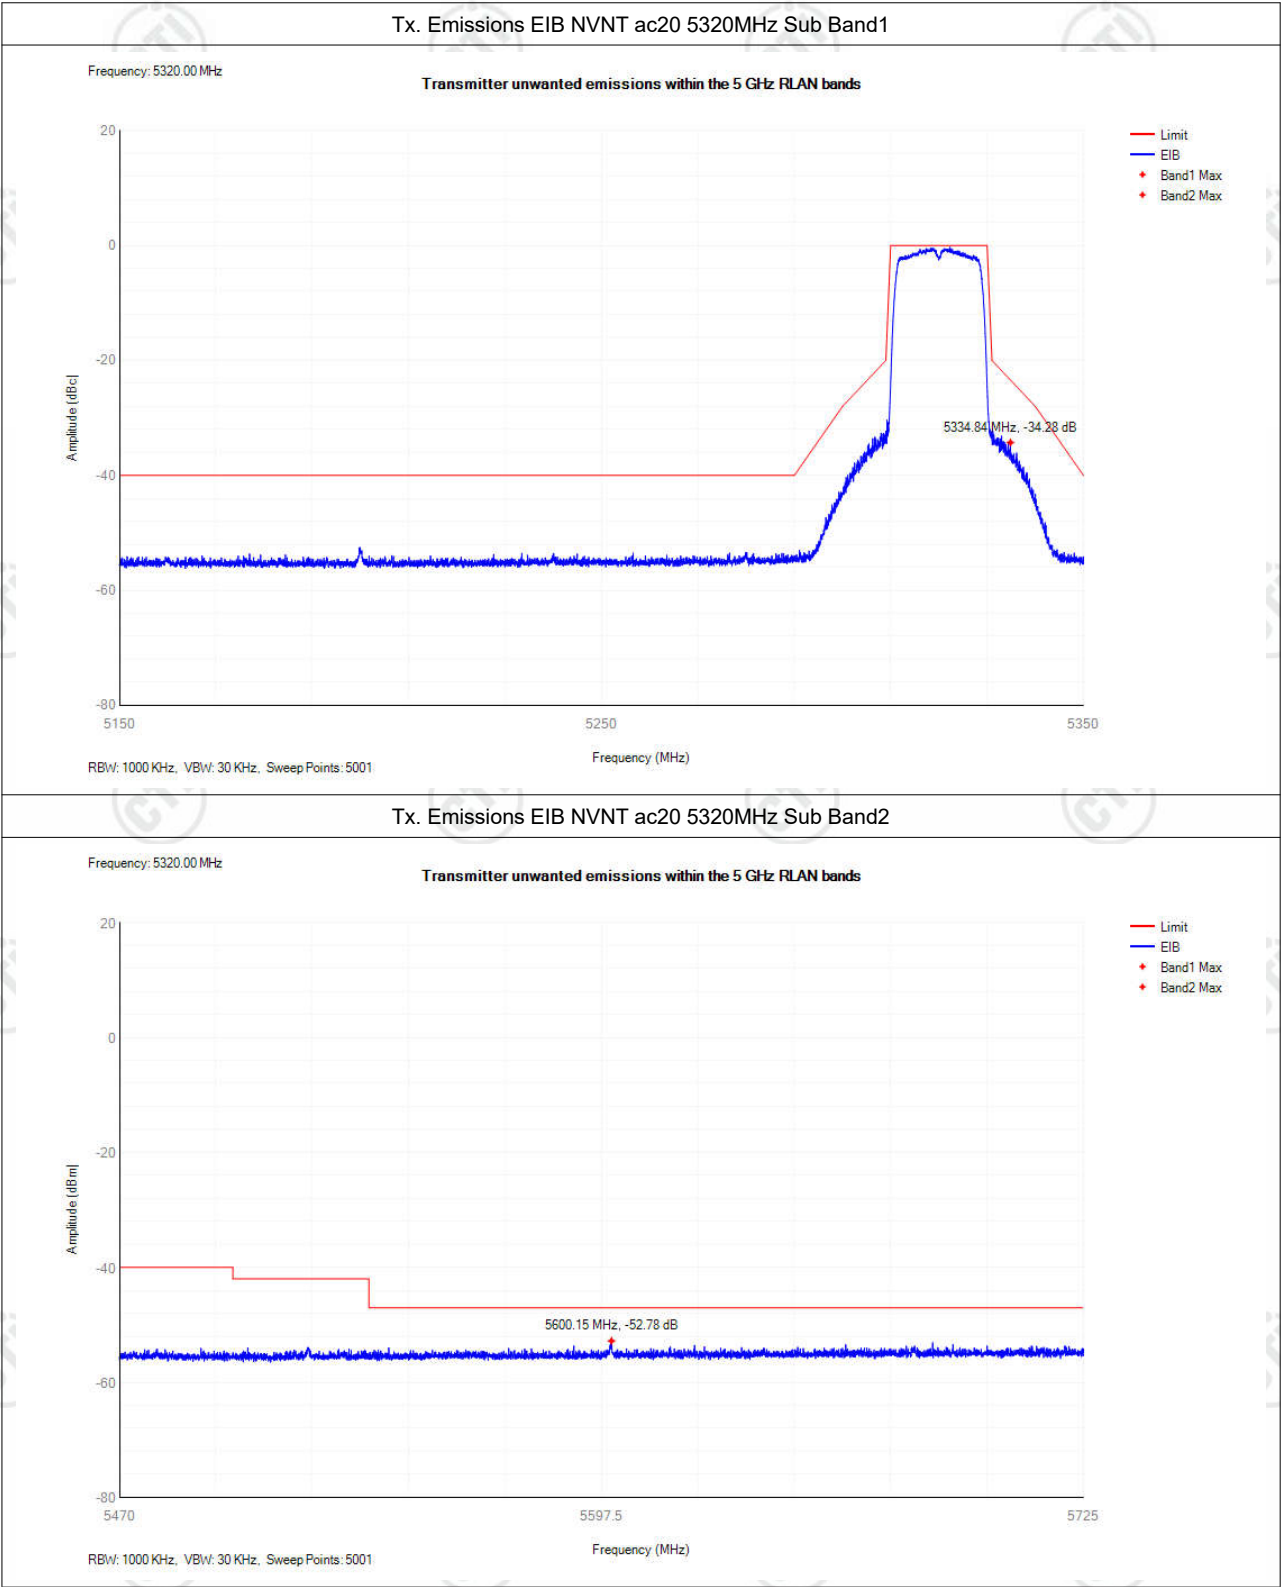 Tx. Emissions EIB NVNT ac20 5320MHz Sub Band1
Frequency: 5320.00 MHz
Transmitter unwanted emissions within the 5 GHz RLAN bands
Limit
EIB
Band1 Max
Band2 Max
20
0
-20
-40
-60
-80
Amplitude [dBc]
5334.84 MHz, -34.28 dB
5150
5250
5350
Frequency (MHz)
RBW: 1000 KHz, VBW: 30 KHz, Sweep Points: 5001
Tx. Emissions EIB NVNT ac20 5320MHz Sub Band2
Frequency: 5320.00 MHz
Transmitter unwanted emissions within the 5 GHz RLAN bands
Limit
EIB
Band1 Max
Band2 Max
20
0
-20
-40
-60
-80
Amplitude [dBm]
5600.15 MHz, -52.78 dB
5470
5597.5
5725
Frequency (MHz)
RBW: 1000 KHz, VBW: 30 KHz, Sweep Points: 5001